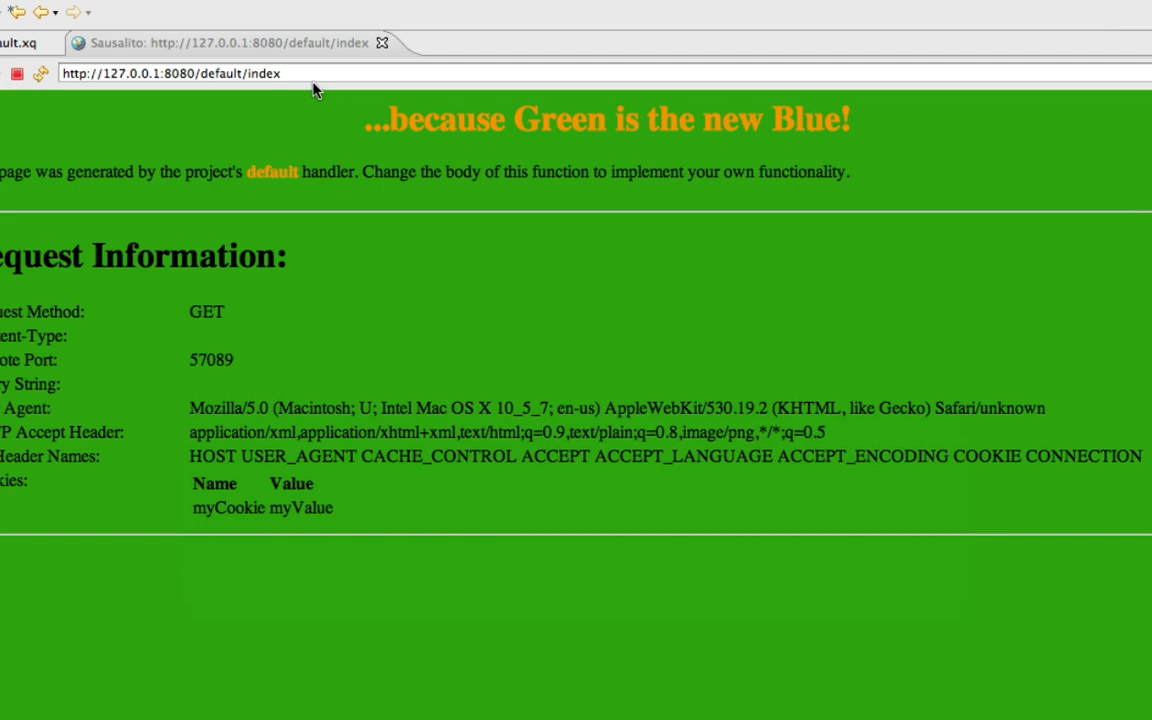 ult.xq
Sausalito: http://127.0.0.1:8080/default/index
http://127.0.0.1:8080/default/index
...because Green is the new Blue!
page was generated by the project's default handler. Change the body of this function to implement your own functionality.
equest Information:
uest Method: GET
ent-Type:
ote Port: 57089
ry String:
Agent: Mozilla/5.0 (Macintosh; U; Intel Mac OS X 10_5_7; en-us) AppleWebKit/530.19.2 (KHTML, like Gecko) Safari/unknown
P Accept Header: application/xml,application/xhtml+xml,text/html;q=0.9,text/plain;q=0.8,image/png,*/*;q=0.5
Header Names: HOST USER_AGENT CACHE_CONTROL ACCEPT ACCEPT_LANGUAGE ACCEPT_ENCODING COOKIE CONNECTION
kies: Name Value
myCookie myValue